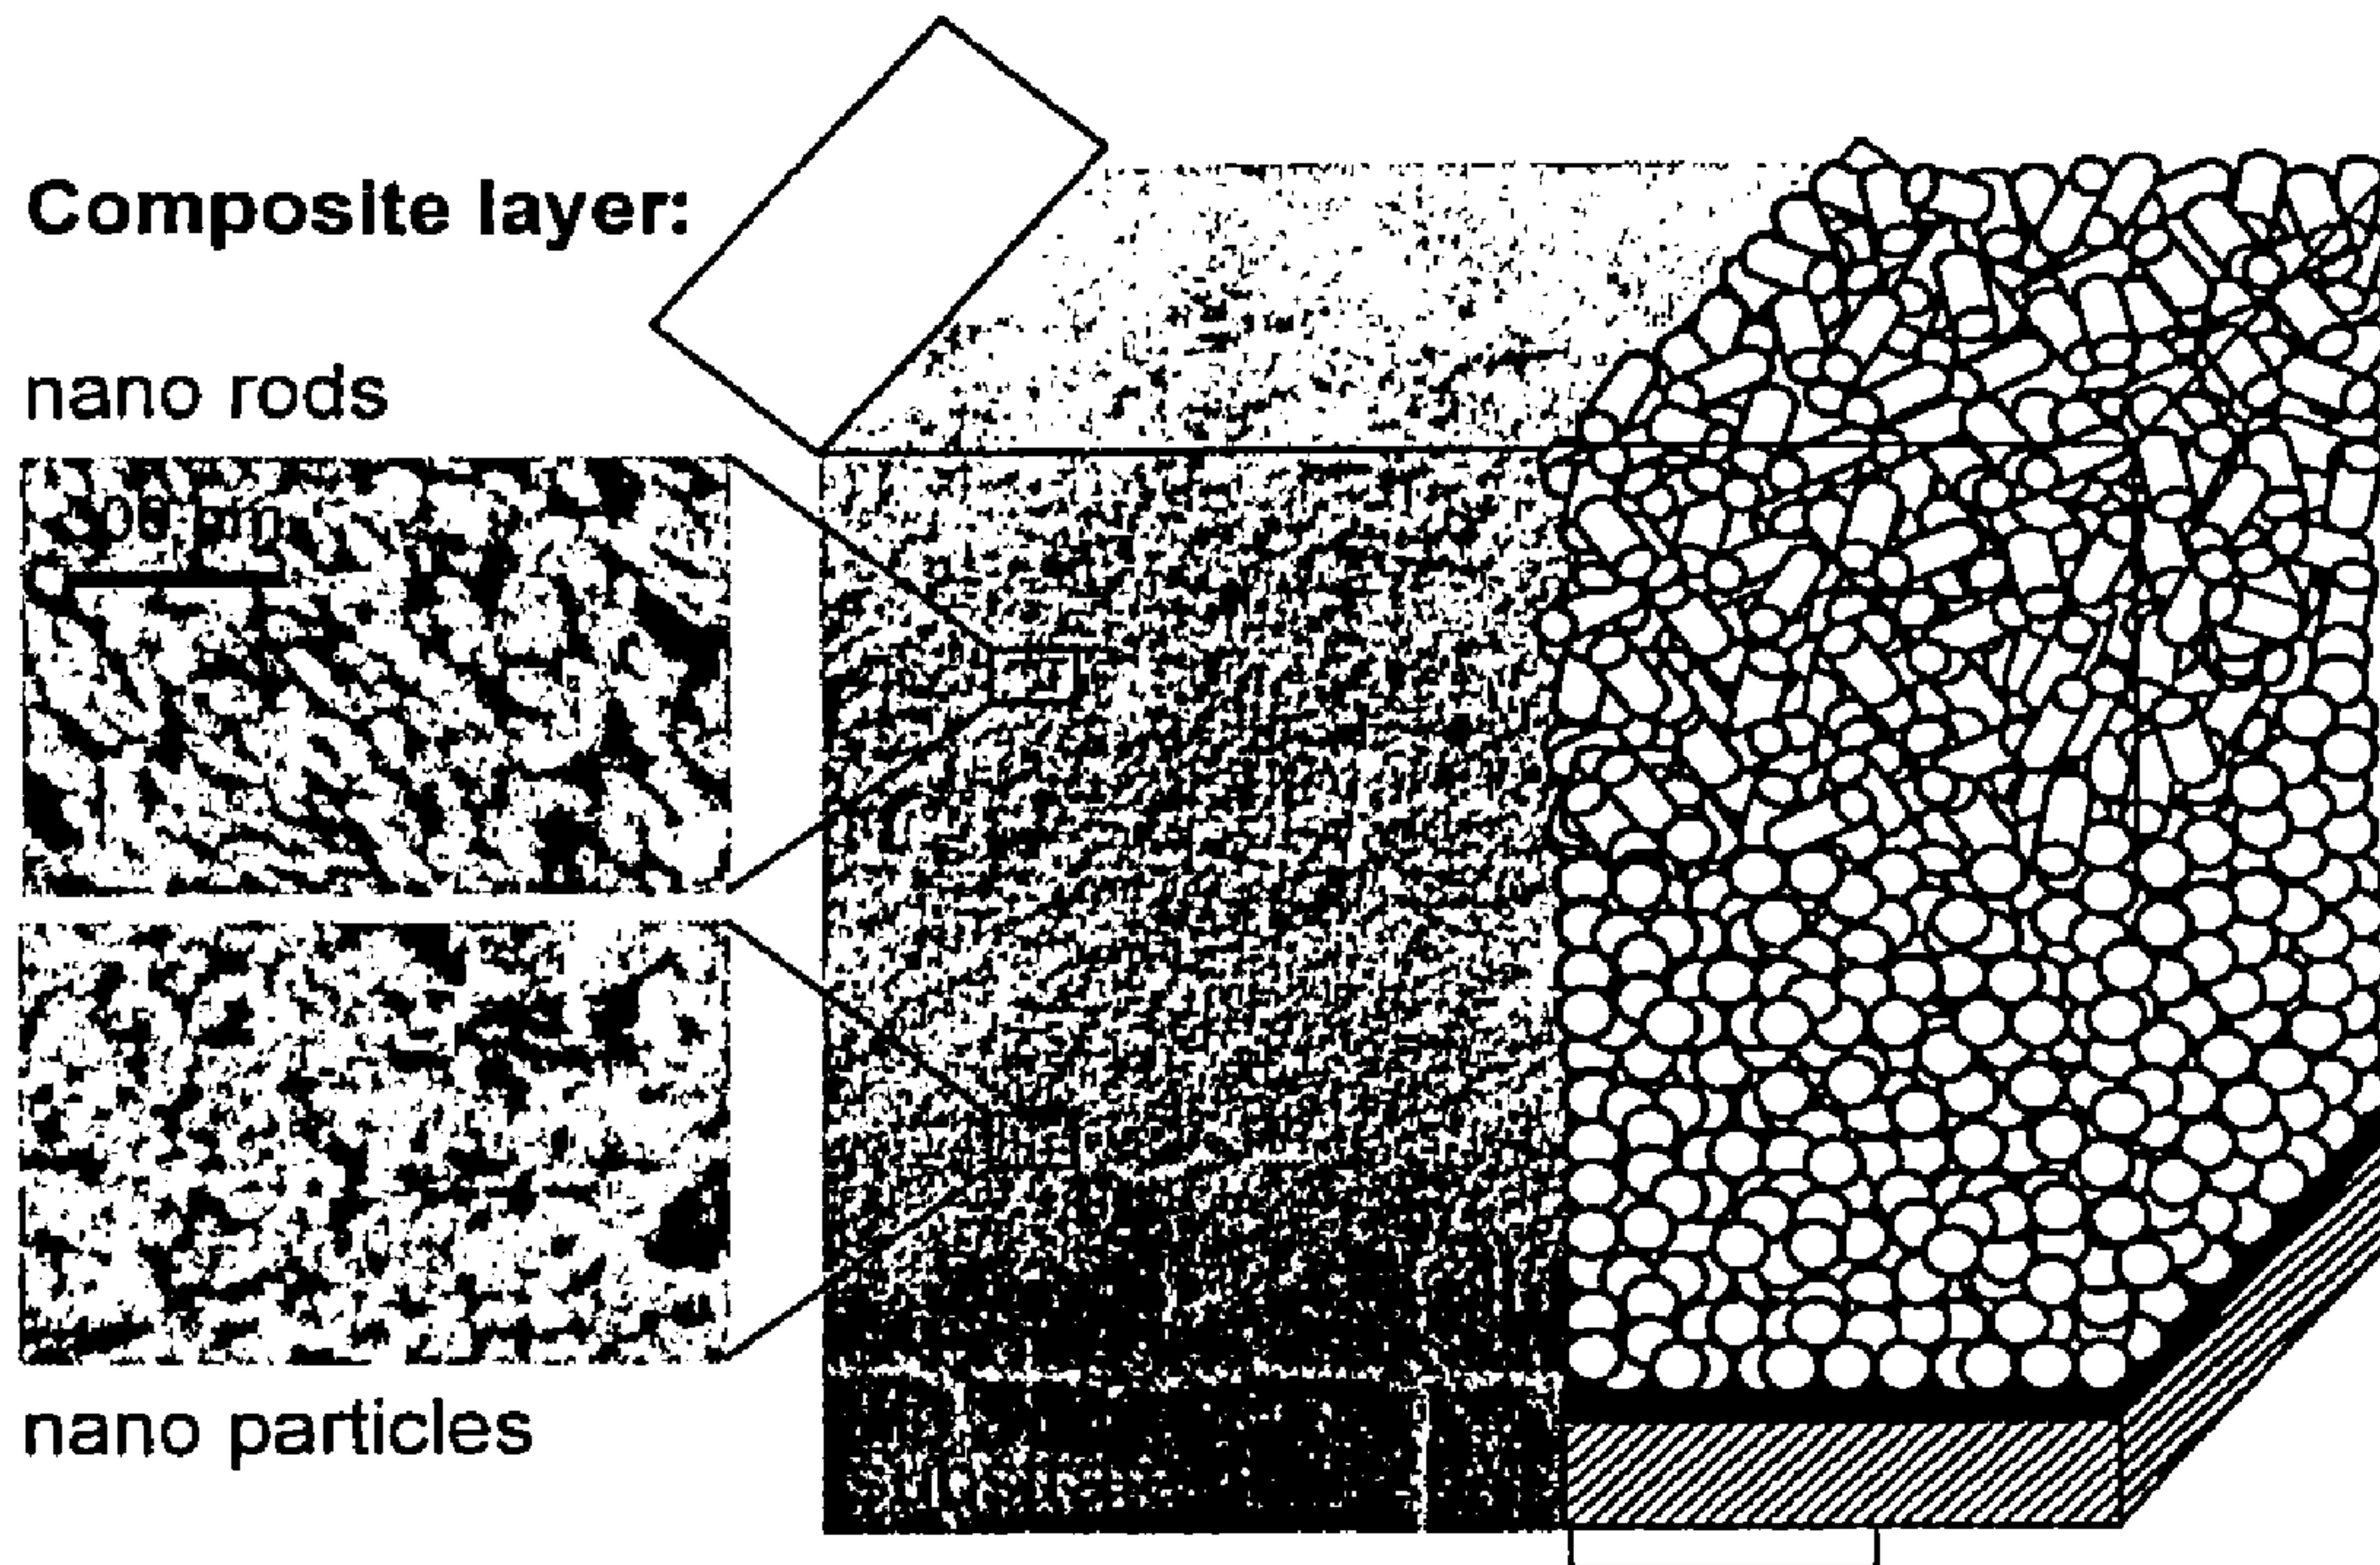 Composite layer:
nano rods
nano particles